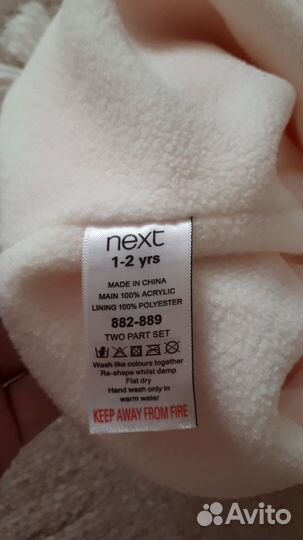 next
1-2 yrs
MADE IN CHINA
MAIN 100% ACRYLIC
LINING 100% POLYESTER
882-889
TWO PART SET
Wash like colours together
Re-shape whilst damp
Flat dry
Hand wash only in
warm water
KEEP AWAY FROM FIRE
Avito